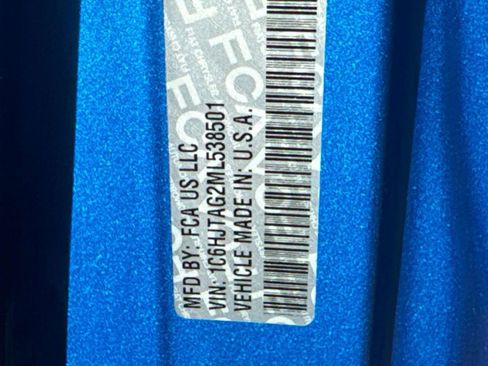 MFD BY: FCA US LLC
VIN: 1C6HJTAG2ML538501
VEHICLE MADE IN: U.S.A.